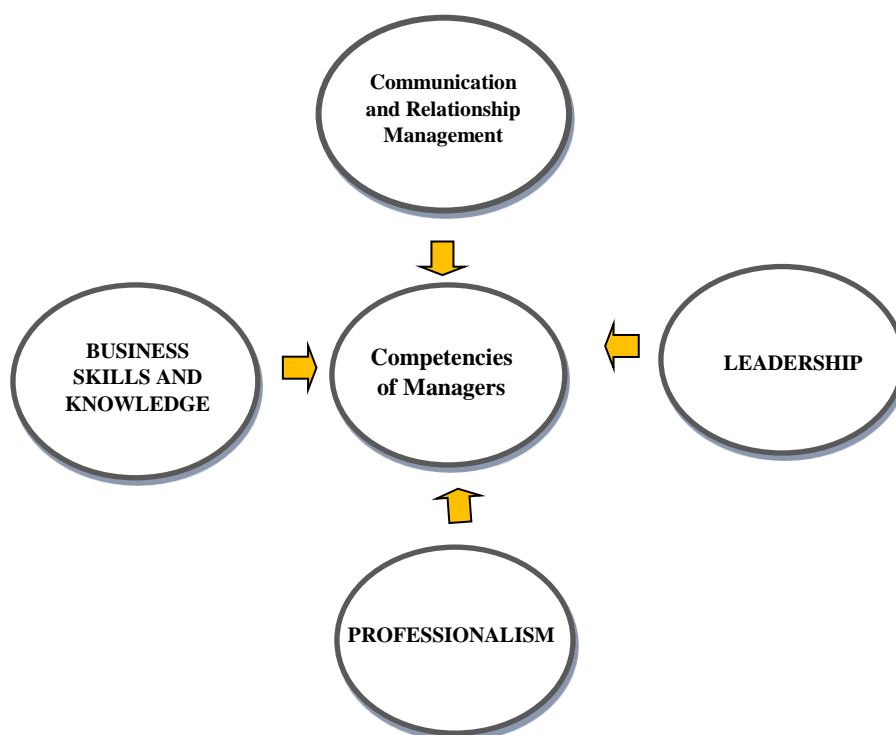 Communication
and Relationship
Management
BUSINESS
SKILLS AND
KNOWLEDGE
Competencies
of Managers
LEADERSHIP
PROFESSIONALISM